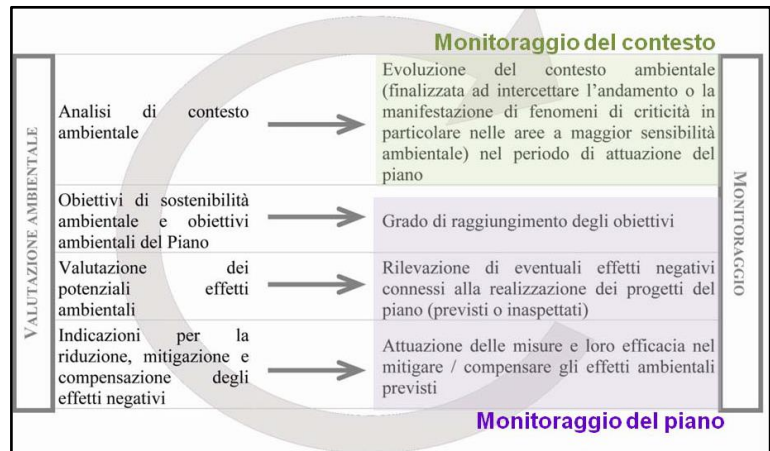 Monitoraggio del contesto
VALUTAZIONE AMBIENTALE
Analisi di contesto
ambientale
Evoluzione del contesto ambientale
(finalizzata ad intercettare l'andamento o la
manifestazione di fenomeni di criticità in
particolare nelle aree a maggior sensibilità
ambientale) nel periodo di attuazione del
piano
Obiettivi di sostenibilità
ambientale e obiettivi
ambientali del Piano
Grado di raggiungimento degli obiettivi
Valutazione dei
potenziali effetti
ambientali
Rilevazione di eventuali effetti negativi
connessi alla realizzazione dei progetti del
piano (previsti o inaspettati)
Indicazioni per la
riduzione, mitigazione e
compensazione degli
effetti negativi
Attuazione delle misure e loro efficacia nel
mitigare / compensare gli effetti ambientali
previsti
MONITORAGGIO
Monitoraggio del piano